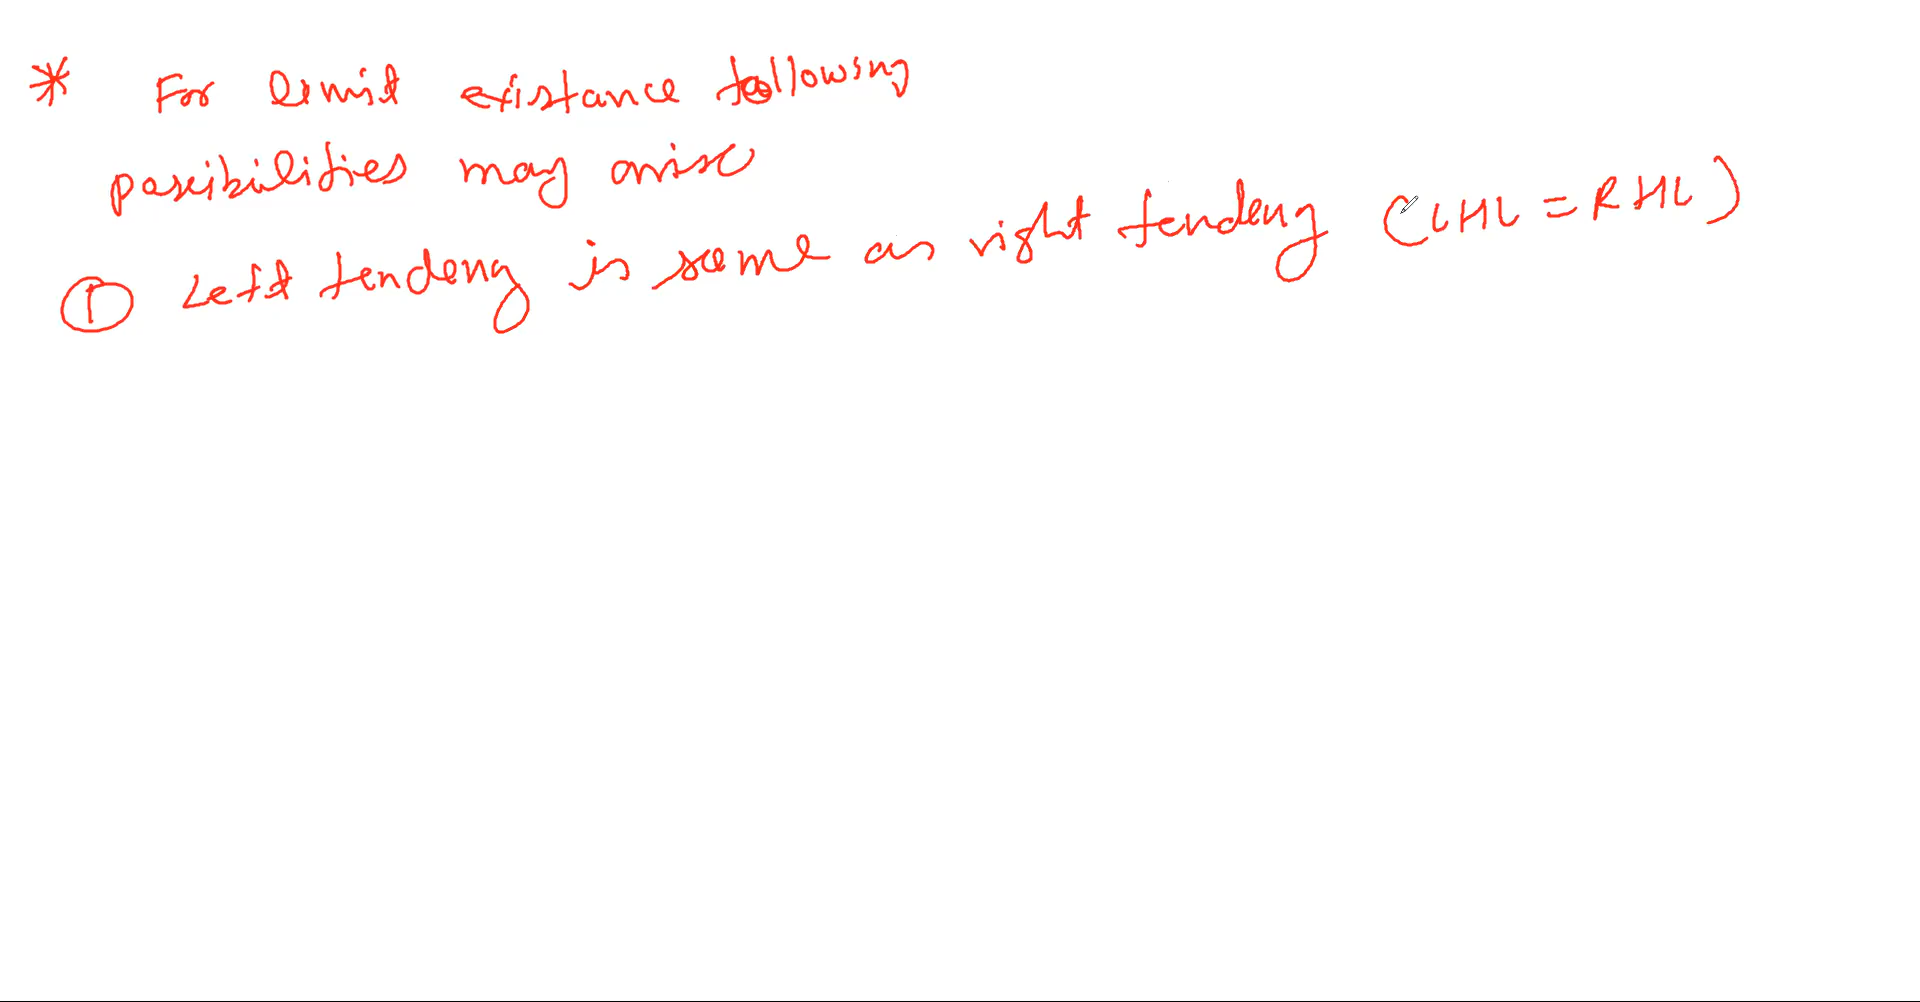 * For limit existance following
possibilities may arise
① Left tendency is same as right tendency (LHL = RHL)